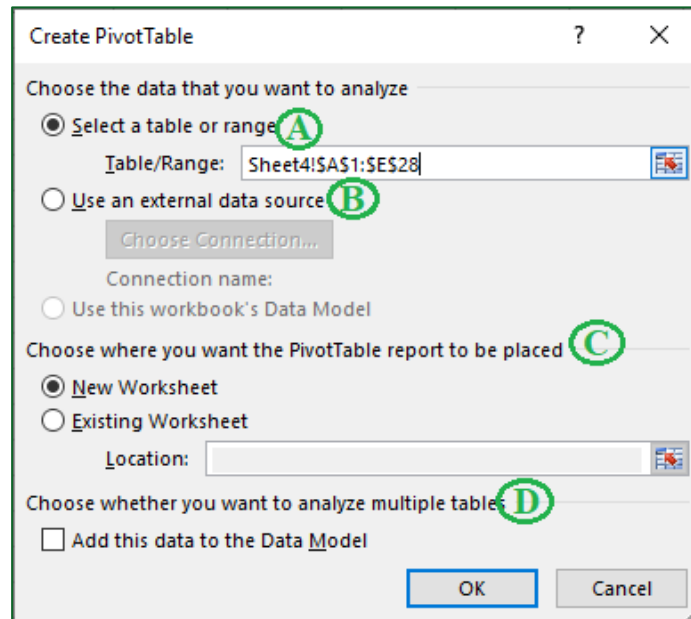 Create PivotTable ? X
Choose the data that you want to analyze
Select a table or range A
Table/Range: Sheet4!$A$1:$E$28
Use an external data source B
Choose Connection...
Connection name:
Use this workbook's Data Model
Choose where you want the PivotTable report to be placed C
New Worksheet
Existing Worksheet
Location:
Choose whether you want to analyze multiple tables D
Add this data to the Data Model
OK Cancel